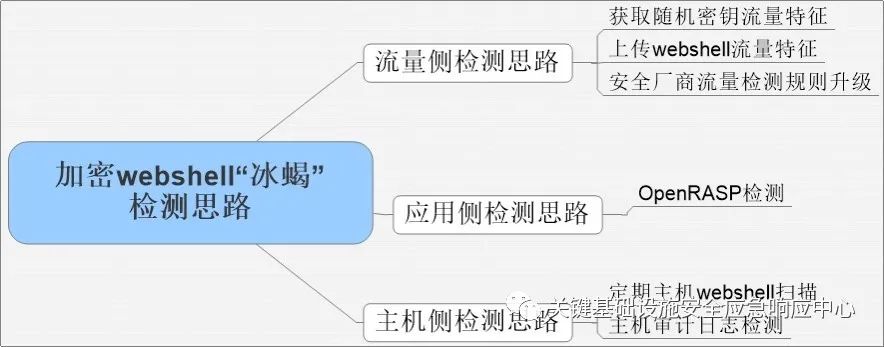 加密webshell“冰蝎”
检测思路
流量侧检测思路
获取随机密钥流量特征
上传webshell流量特征
安全厂商流量检测规则升级
应用侧检测思路
OpenRASP检测
主机侧检测思路
定期主机webshell扫描
主机审计日志检测
关键基础设施安全应急响应中心